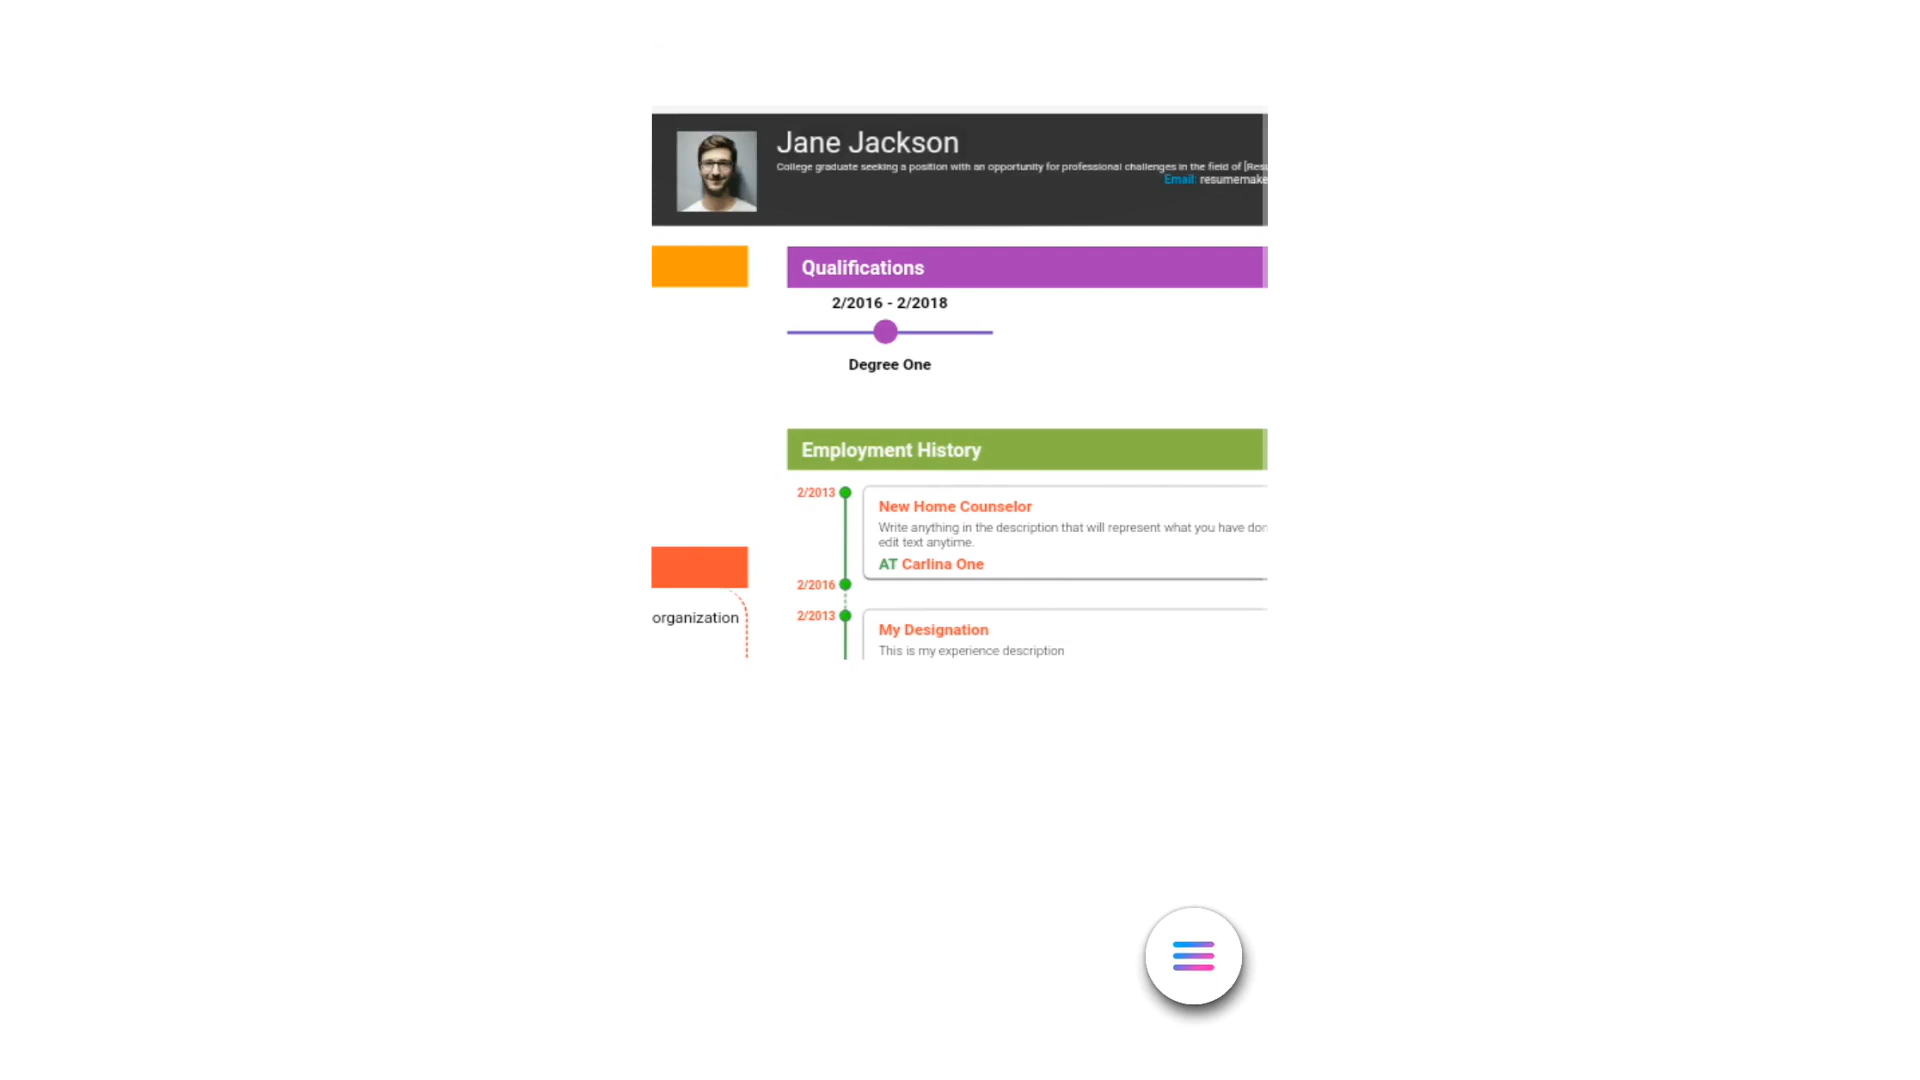 Jane Jackson
College graduate seeking a position with an opportunity for professional challenges in the field of
Email: resumemake
Qualifications
2/2016 - 2/2018
Degree One
Employment History
2/2013
New Home Counselor
Write anything in the description that will represent what you have
edit text anytime.
AT Carlina One
2/2016
organization
2/2013
My Designation
This is my experience description